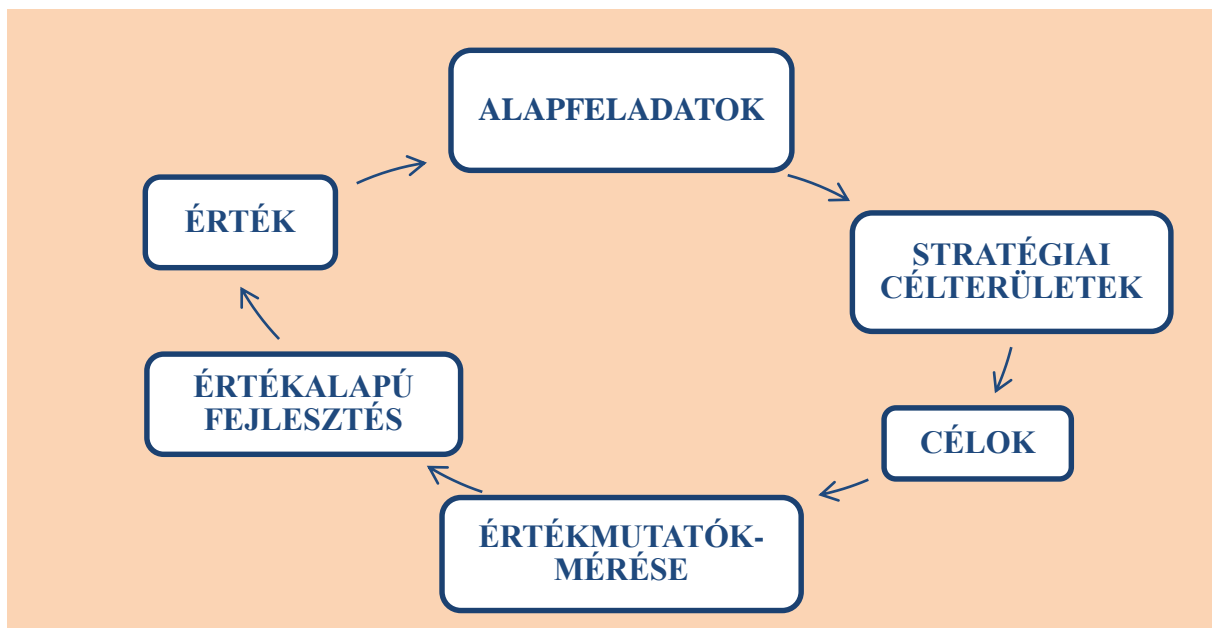 ALAPFELADATOK
STRATÉGIAI
CÉLTERÜLETEK
CÉLOK
ÉRTÉKMUTATÓK-
MÉRÉSE
ÉRTÉKALAPÚ
FEJLESZTÉS
ÉRTÉK